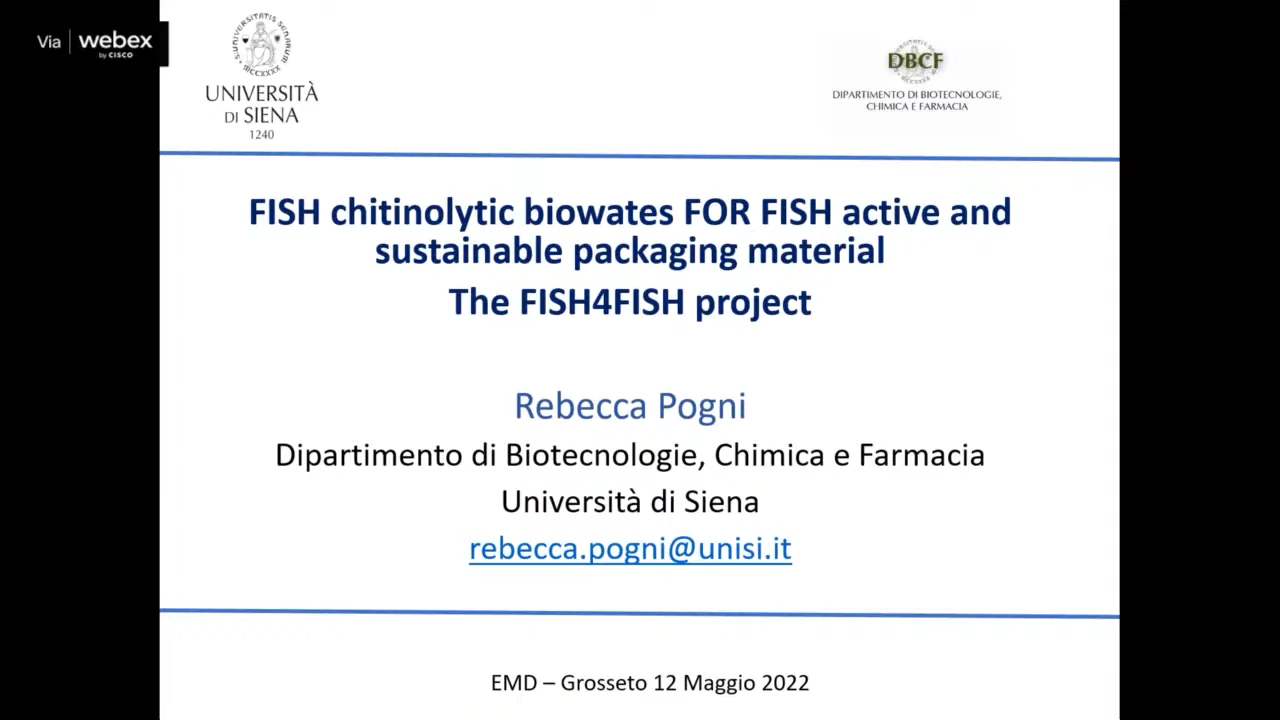 Via webex
by CISCO
UNIVERSITÀ
DI SIENA
1240
DBCF
DIPARTIMENTO DI BIOTECNOLOGIE,
CHIMICA E FARMACIA
FISH chitinolytic biowates FOR FISH active and
sustainable packaging material
The FISH4FISH project
Rebecca Pogni
Dipartimento di Biotecnologie, Chimica e Farmacia
Università di Siena
rebecca.pogni@unisi.it
EMD – Grosseto 12 Maggio 2022